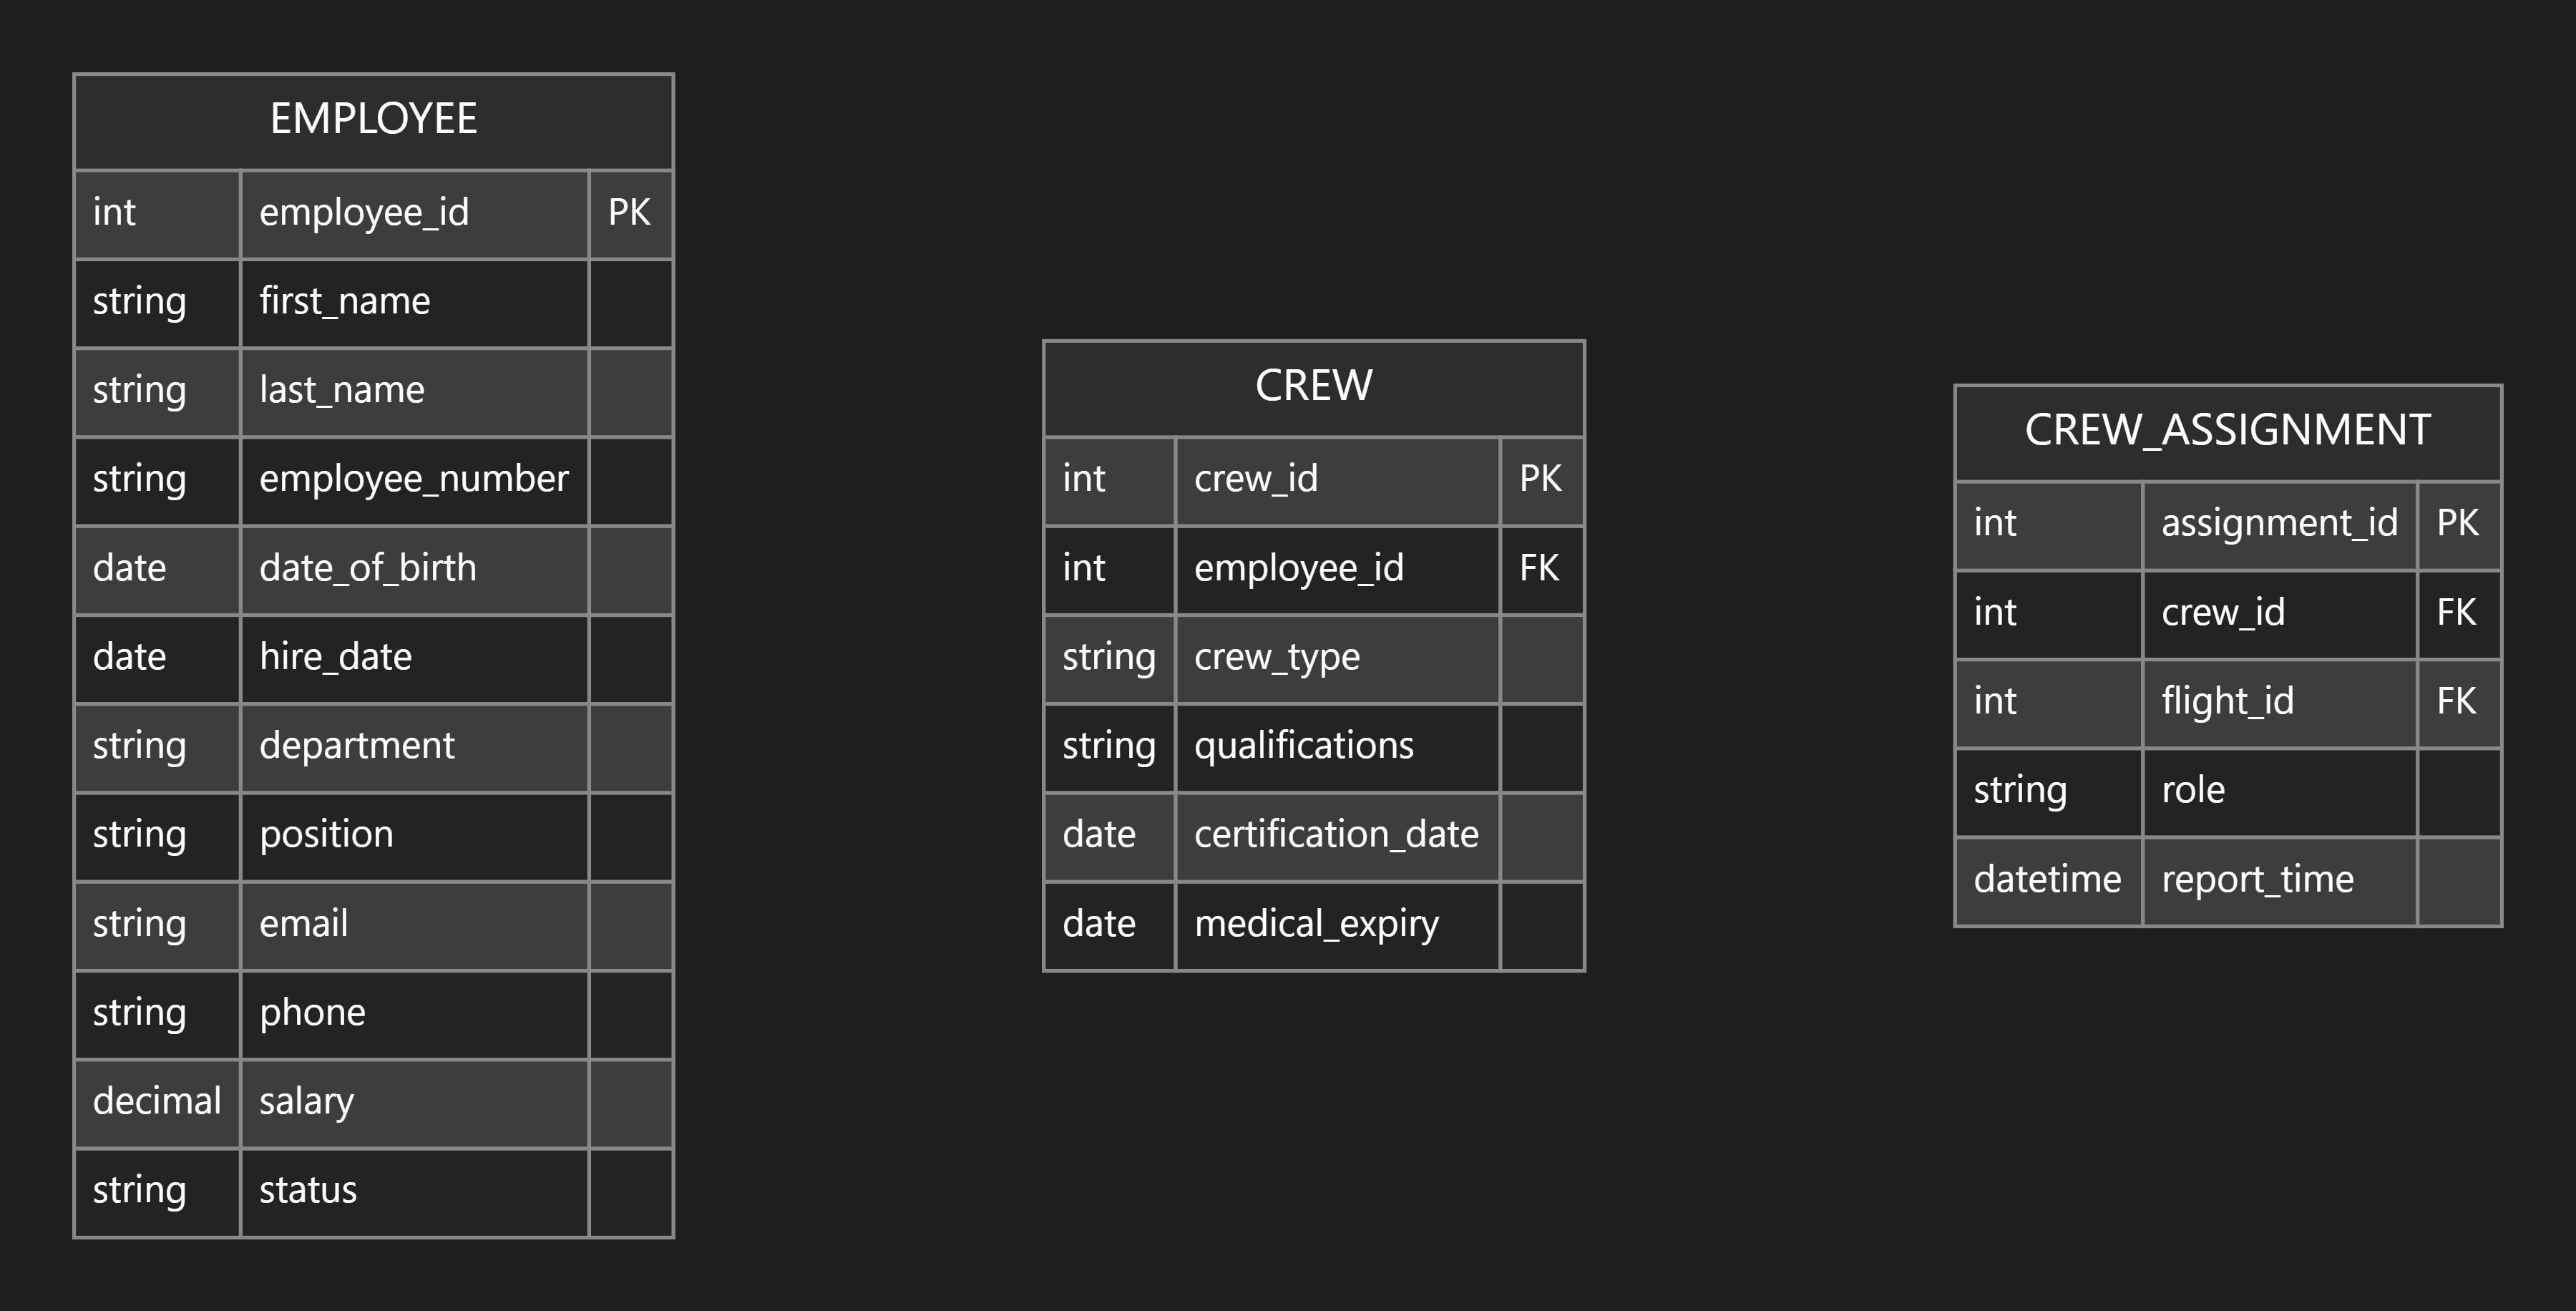 EMPLOYEE
int employee_id PK
string first_name
string last_name
string employee_number
date date_of_birth
date hire_date
string department
string position
string email
string phone
decimal salary
string status
CREW
int crew_id PK
int employee_id FK
string crew_type
string qualifications
date certification_date
date medical_expiry
CREW_ASSIGNMENT
int assignment_id PK
int crew_id FK
int flight_id FK
string role
datetime report_time